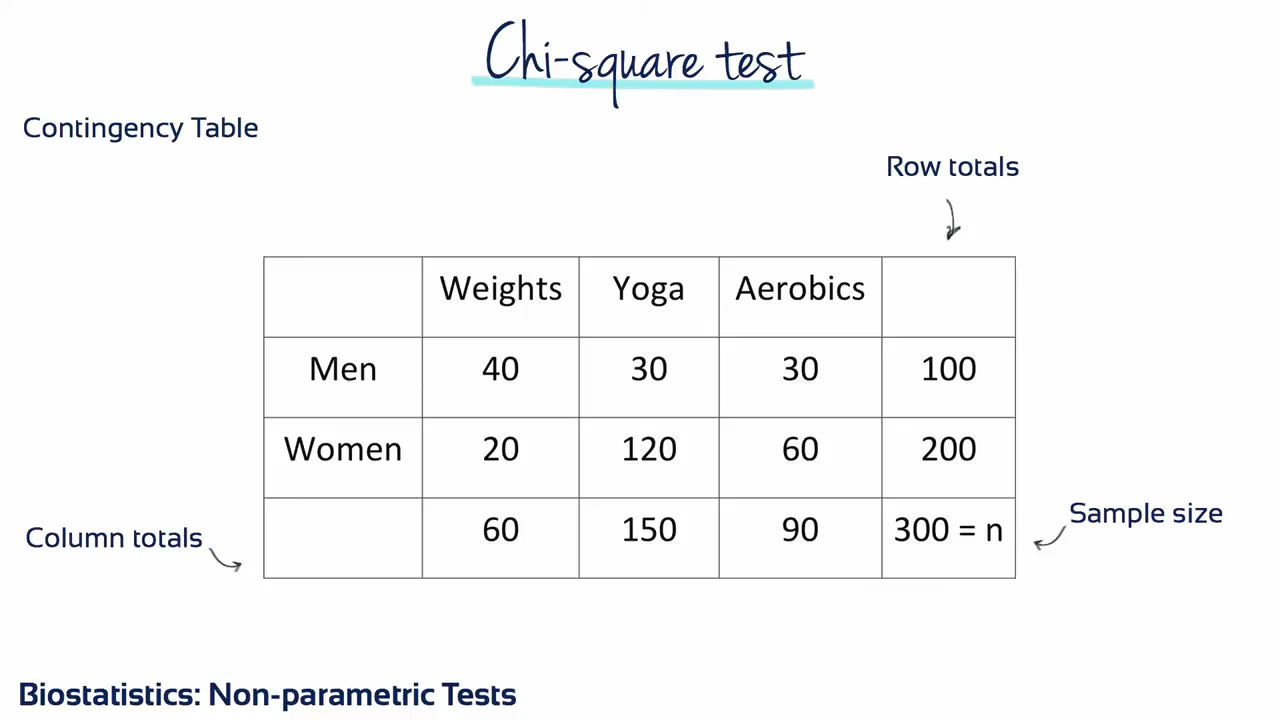 Chi-square test
Contingency Table
Row totals
Weights Yoga Aerobics
Men 40 30 30 100
Women 20 120 60 200
60 150 90 300 = n
Column totals
Sample size
Biostatistics: Non-parametric Tests